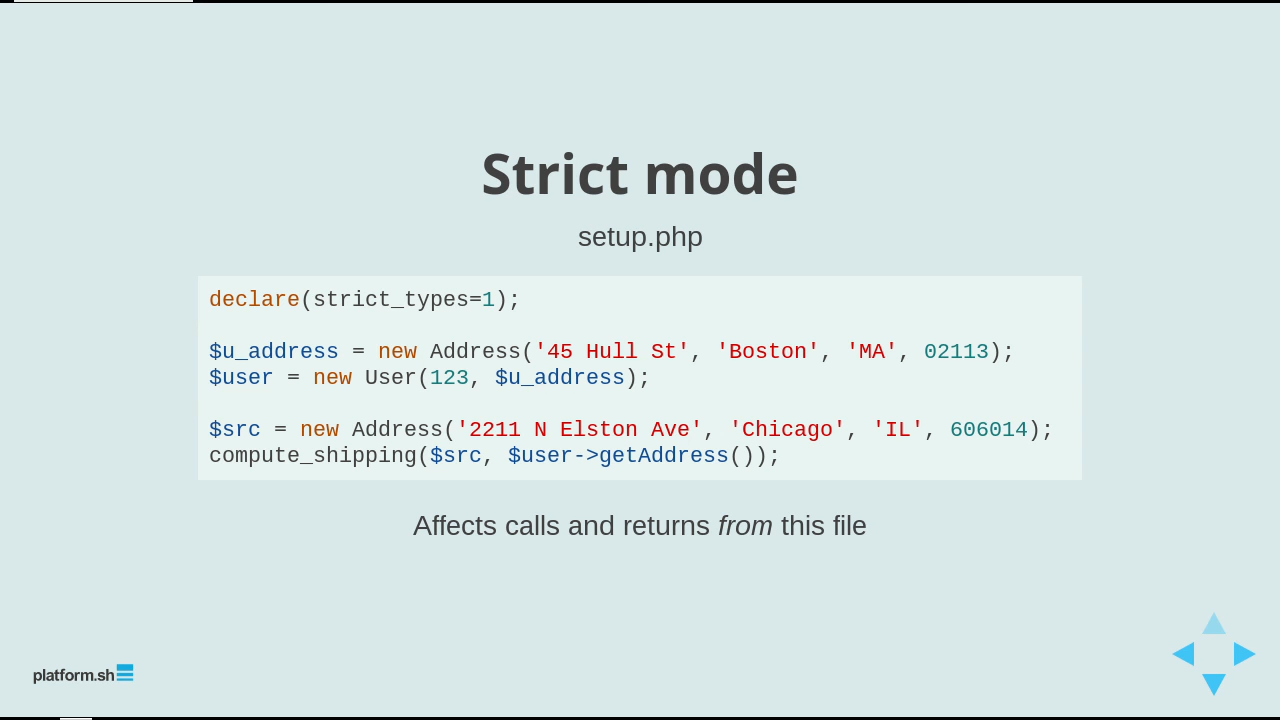 Strict mode
setup.php
declare(strict_types=1);
$u_address = new Address('45 Hull St', 'Boston', 'MA', 02113);
$user = new User(123, $u_address);
$src = new Address('2211 N Elston Ave', 'Chicago', 'IL', 606014);
compute_shipping($src, $user->getAddress());
Affects calls and returns from this file
platform.sh